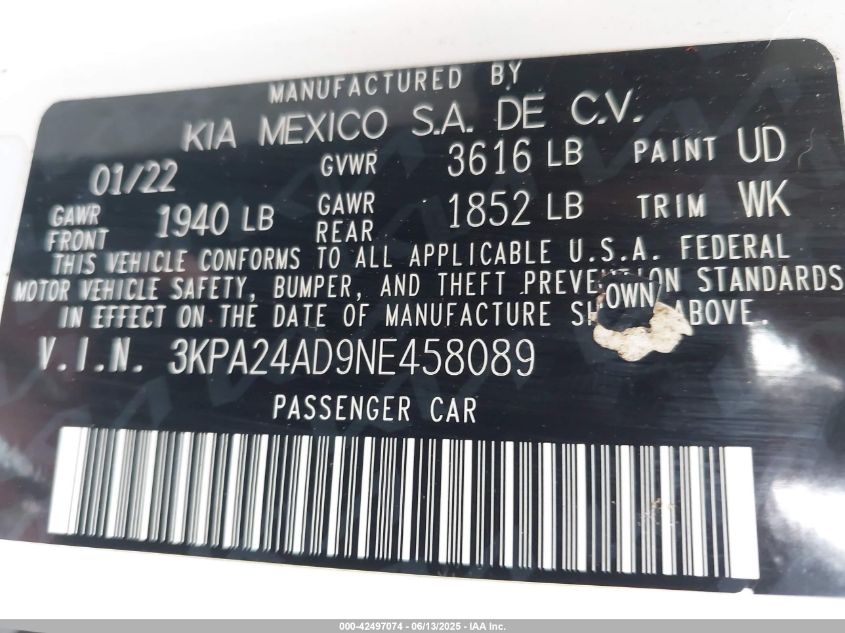 MANUFACTURED BY
KIA MEXICO S.A. DE C.V.
01/22 GVWR 3616 LB PAINT UD
GAWR FRONT 1940 LB GAWR REAR 1852 LB TRIM WK
THIS VEHICLE CONFORMS TO ALL APPLICABLE U.S.A. FEDERAL
MOTOR VEHICLE SAFETY, BUMPER, AND THEFT PREVENTION STANDARDS
IN EFFECT ON THE DATE OF MANUFACTURE SHOWN ABOVE.
V.I.N. 3KPA24AD9NE458089
PASSENGER CAR
000-42497074 - 06/13/2025 - IAA Inc.